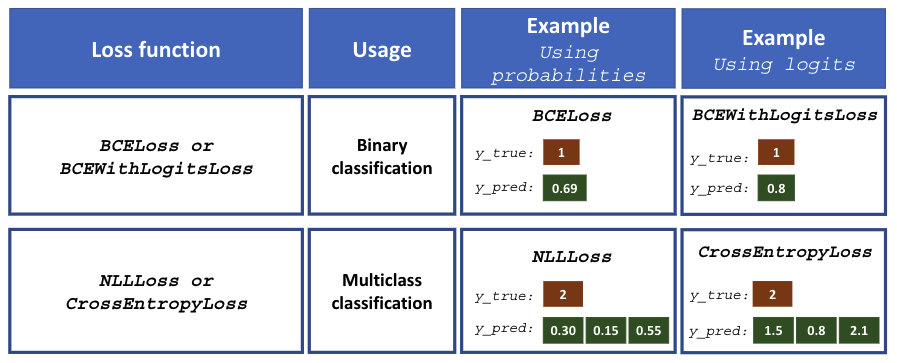 Loss function
Usage
Example
Using
probabilities
Example
Using logits
BCELoss or
BCEWithLogitsLoss
Binary
classification
BCELoss
y_true: 1
y_pred: 0.69
BCEWithLogitsLoss
y_true: 1
y_pred: 0.8
NLLLoss or
CrossEntropyLoss
Multiclass
classification
NLLLoss
y_true: 2
y_pred: 0.30 0.15 0.55
CrossEntropyLoss
y_true: 2
y_pred: 1.5 0.8 2.1